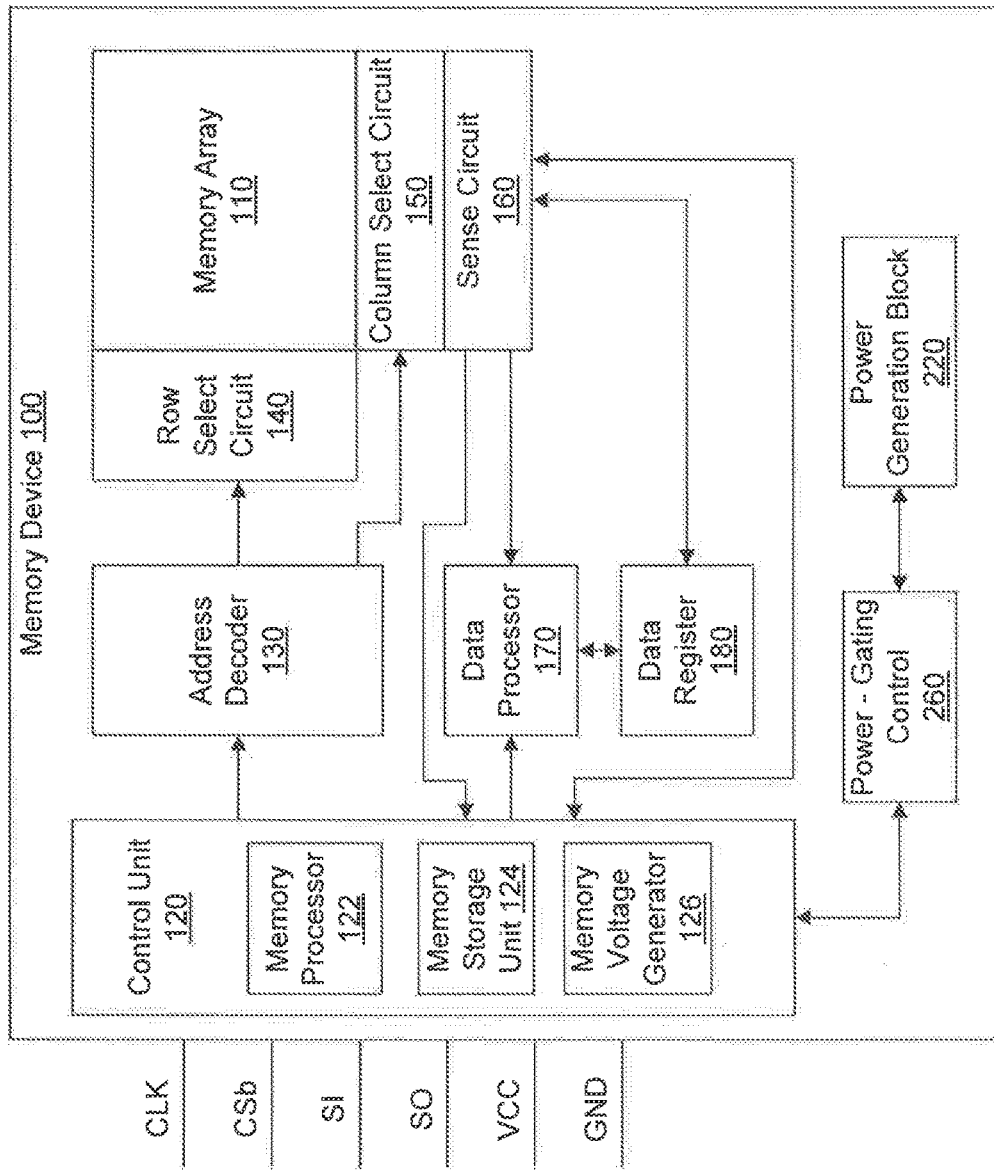 Memory Device 100
CLK
CSb
SI
SO
VCC
GND
Control Unit
120
Memory
Processor
122
Memory
Storage
Unit 124
Memory
Voltage
Generator
126
Address
Decoder
130
Data
Processor
170
Data
Register
180
Power - Gating
Control
260
Row
Select
Circuit
140
Memory Array
110
Column Select Circuit
150
Sense Circuit
160
Power
Generation Block
220